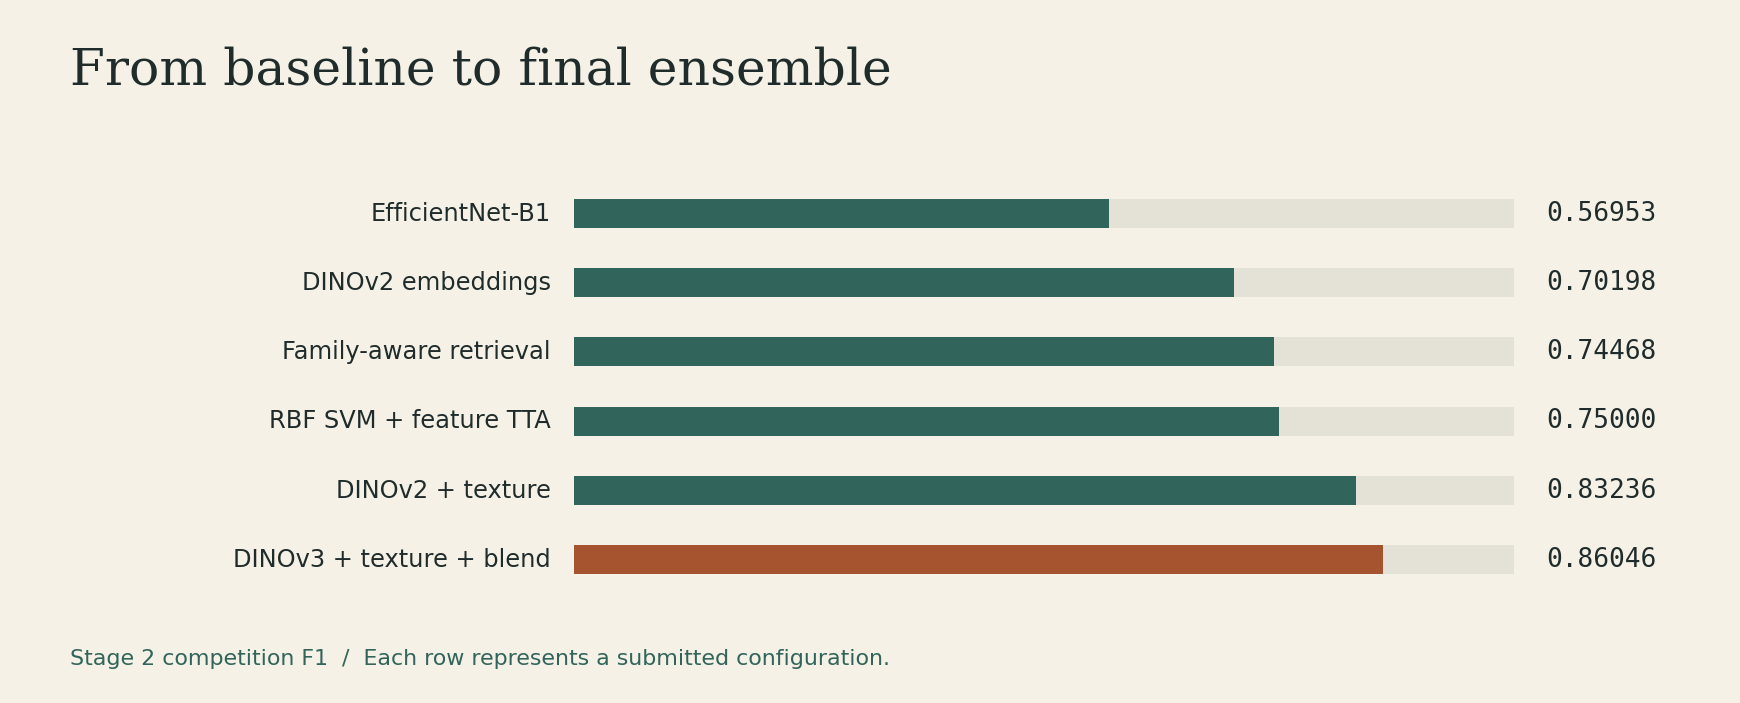 From baseline to final ensemble
EfficientNet-B1 0.56953
DINOv2 embeddings 0.70198
Family-aware retrieval 0.74468
RBF SVM + feature TTA 0.75000
DINOv2 + texture 0.83236
DINOv3 + texture + blend 0.86046
Stage 2 competition F1 / Each row represents a submitted configuration.